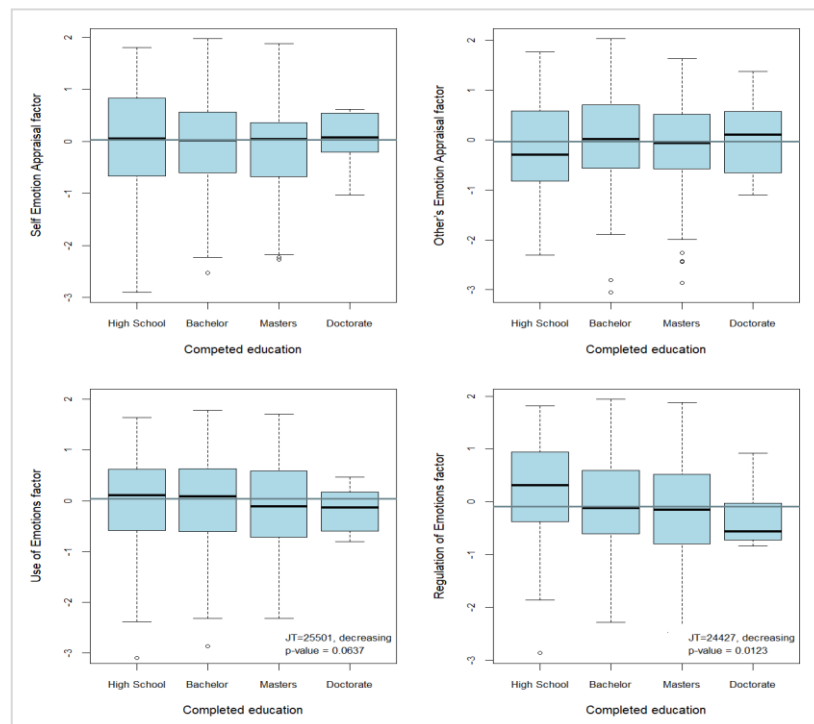 Self Emotion Appraisal factor
2
1
0
-1
-2
-3
High School Bachelor Masters Doctorate
Competed education
Other's Emotion Appraisal factor
2
1
0
-1
-2
-3
High School Bachelor Masters Doctorate
Completed education
Use of Emotions factor
2
1
0
-1
-2
-3
JT=25501, decreasing
p-value = 0.0637
High School Bachelor Masters Doctorate
Completed education
Regulation of Emotions factor
2
1
0
-1
-2
-3
JT=24427, decreasing
p-value = 0.0123
High School Bachelor Masters Doctorate
Completed education